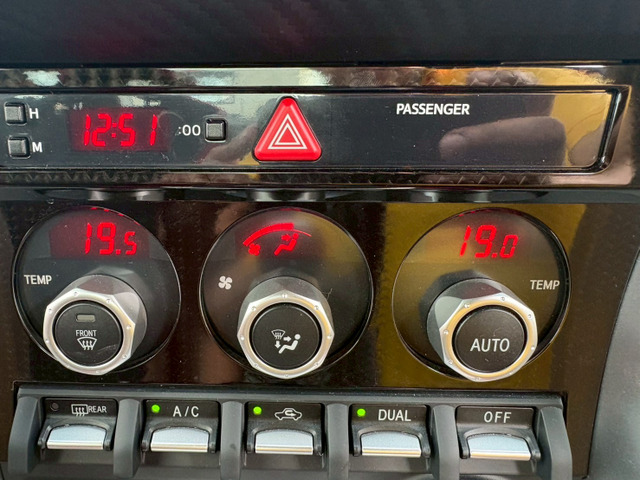 H
12:51
:00
PASSENGER
M
19.5
19.0
TEMP
TEMP
FRONT
AUTO
REAR
A/C
DUAL
OFF